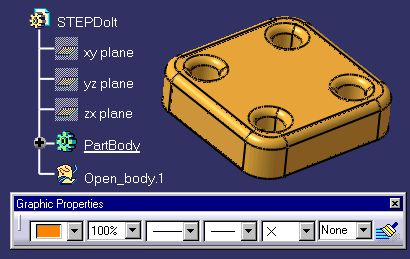 STEPDoIt
xy plane
yz plane
zx plane
PartBody
Open_body.1
Graphic Properties
100%
None